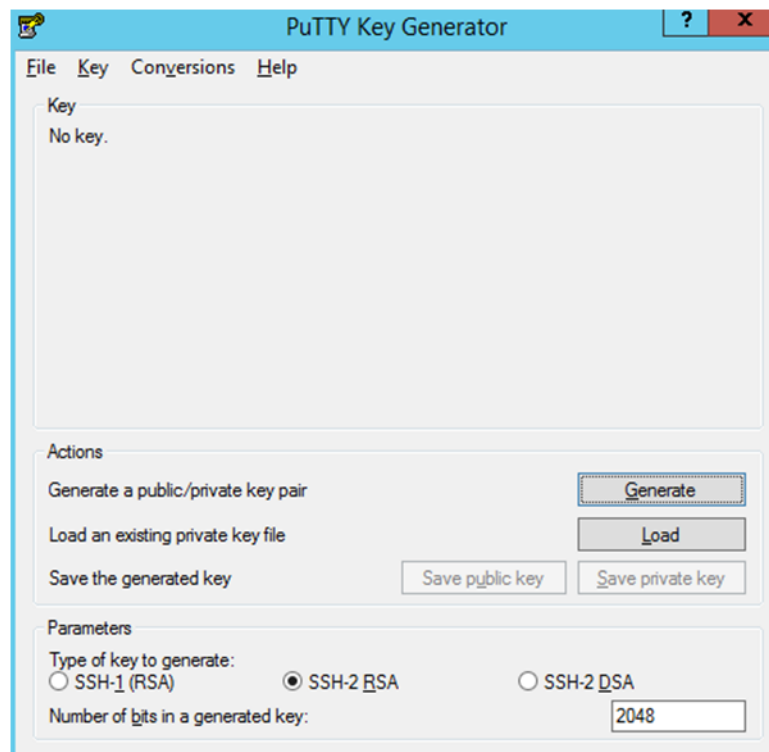 PuTTY Key Generator
? x
File Key Conversions Help
Key
No key.
Actions
Generate a public/private key pair Generate
Load an existing private key file Load
Save the generated key Save public key Save private key
Parameters
Type of key to generate:
SSH-1 (RSA) SSH-2 RSA SSH-2 DSA
Number of bits in a generated key: 2048